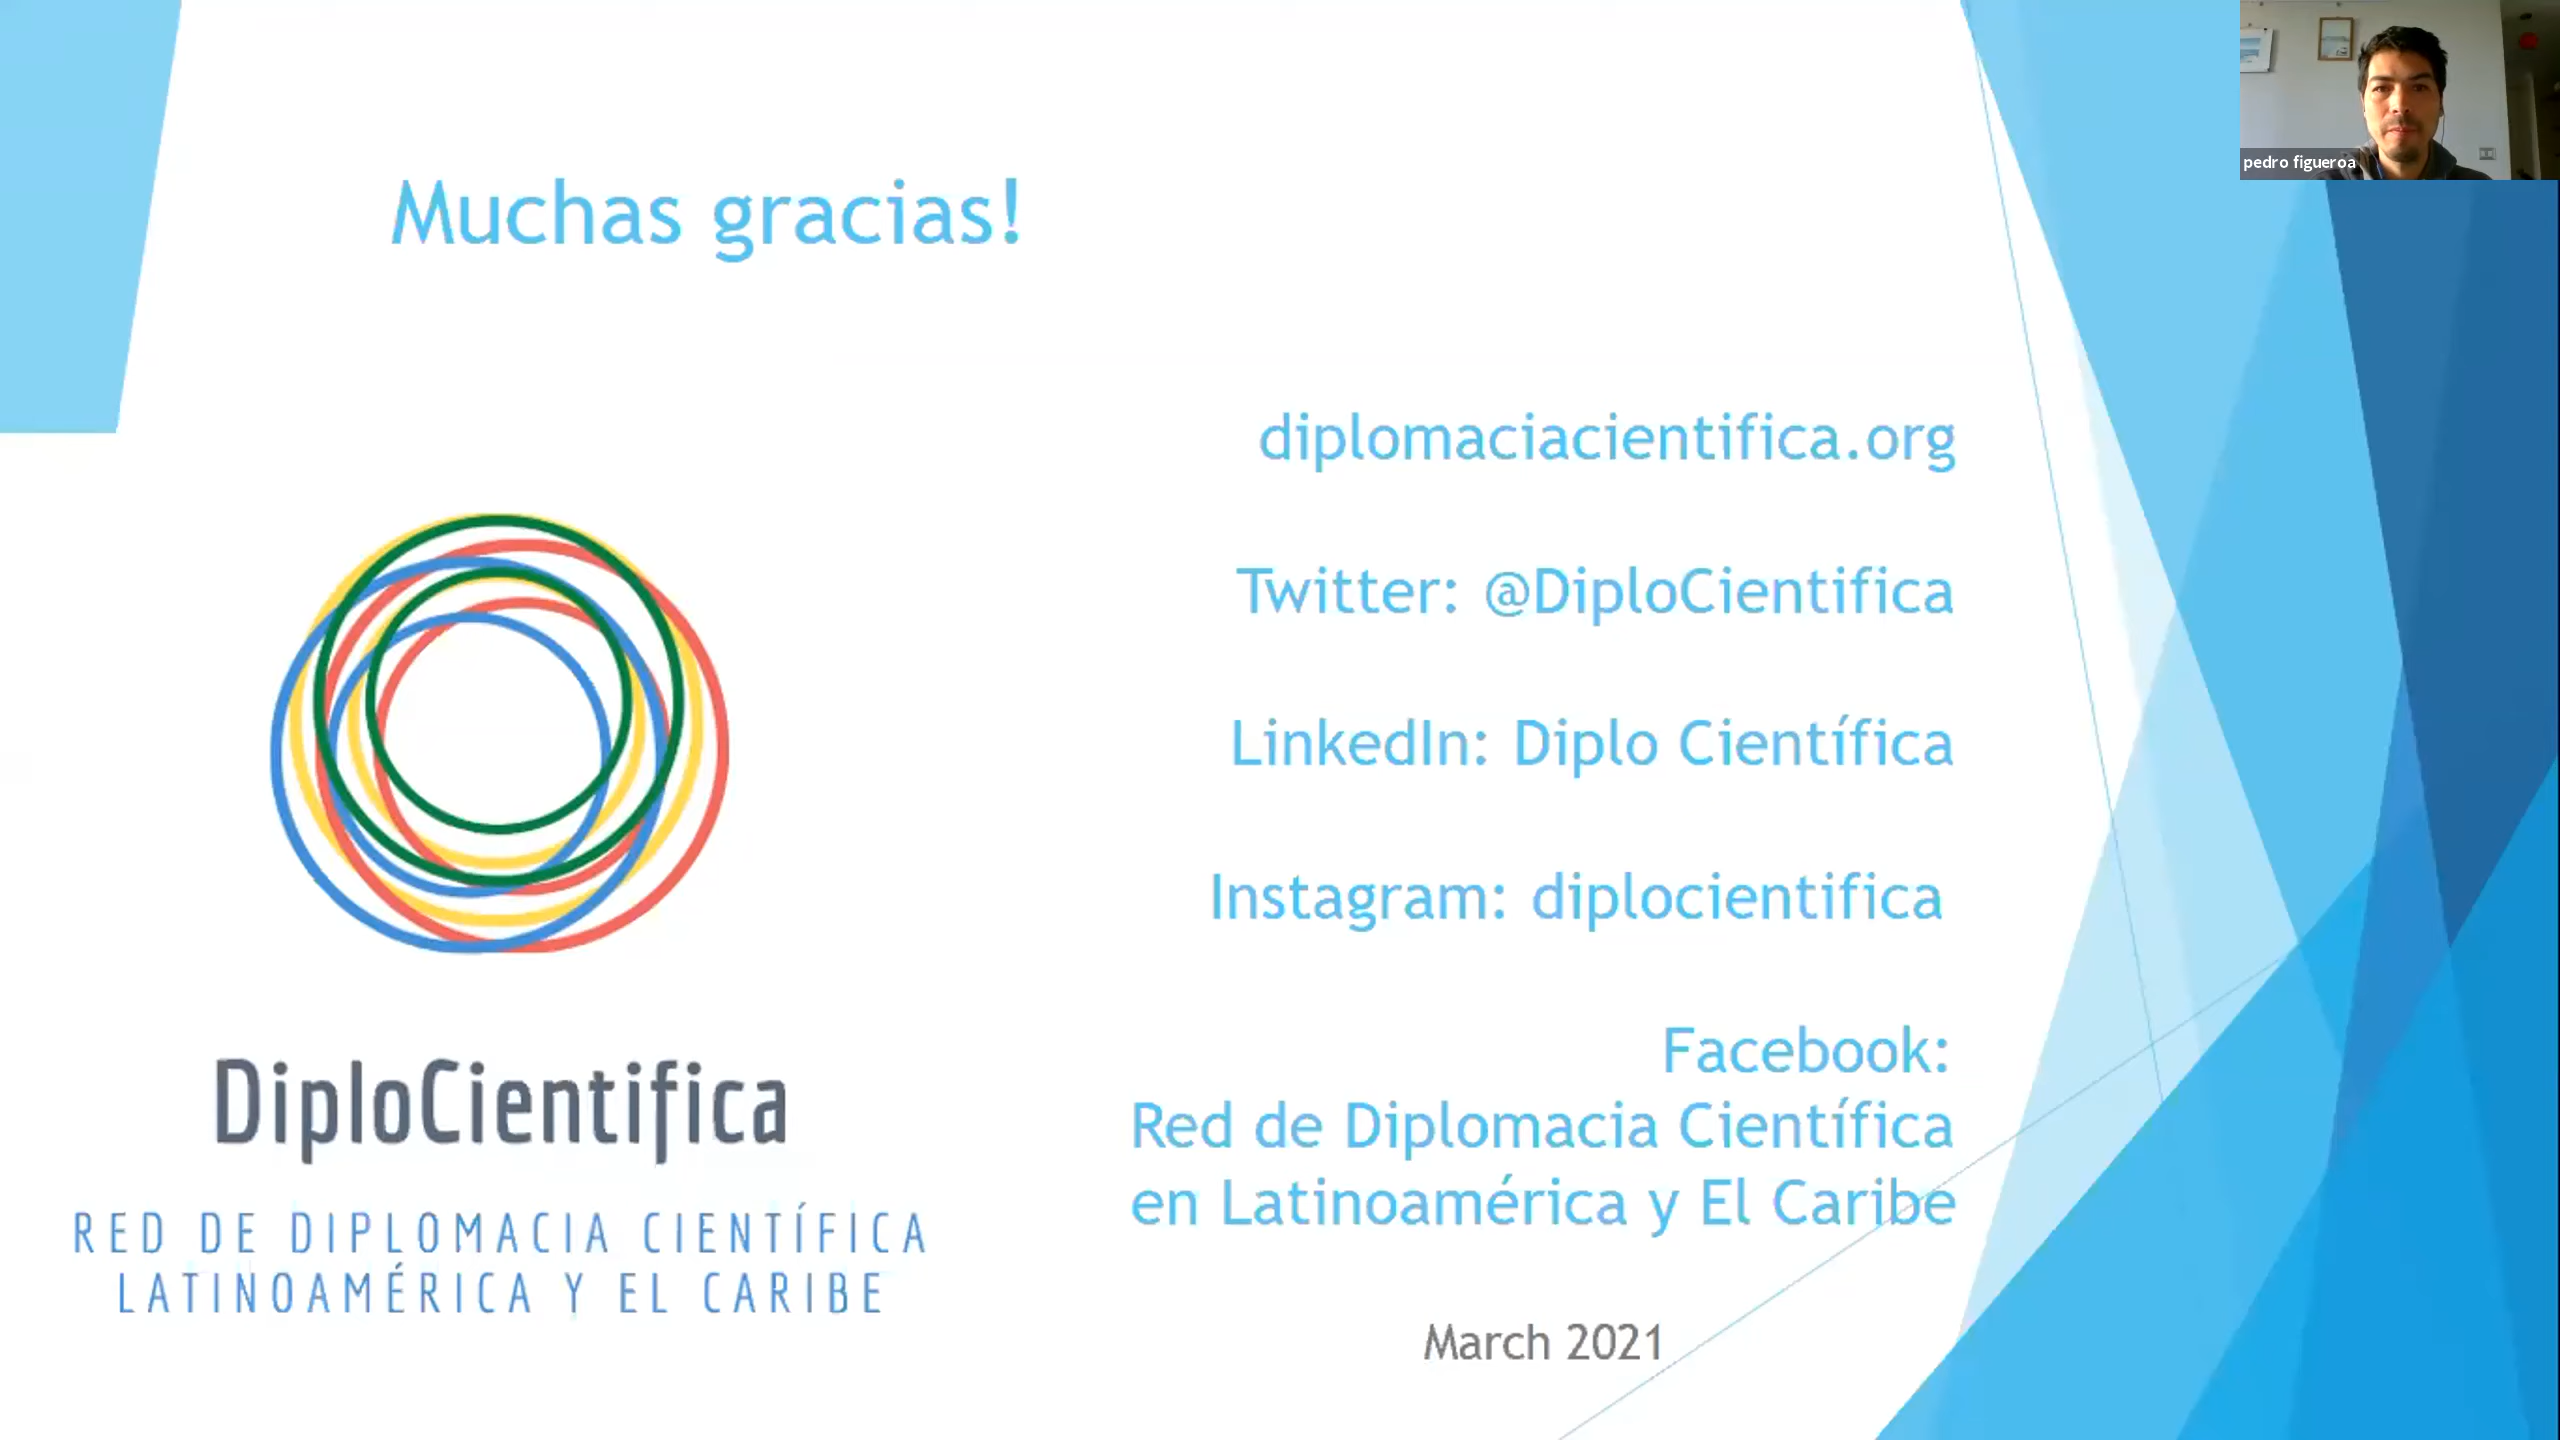 pedro figueroa
Muchas gracias!
diplomaciacientifica.org
Twitter: @DiploCientifica
LinkedIn: Diplo Científica
Instagram: diplocientifica
Facebook:
Red de Diplomacia Científica
en Latinoamérica y El Caribe
DiploCientifica
RED DE DIPLOMACIA CIENTÍFICA
LATINOAMÉRICA Y EL CARIBE
March 2021